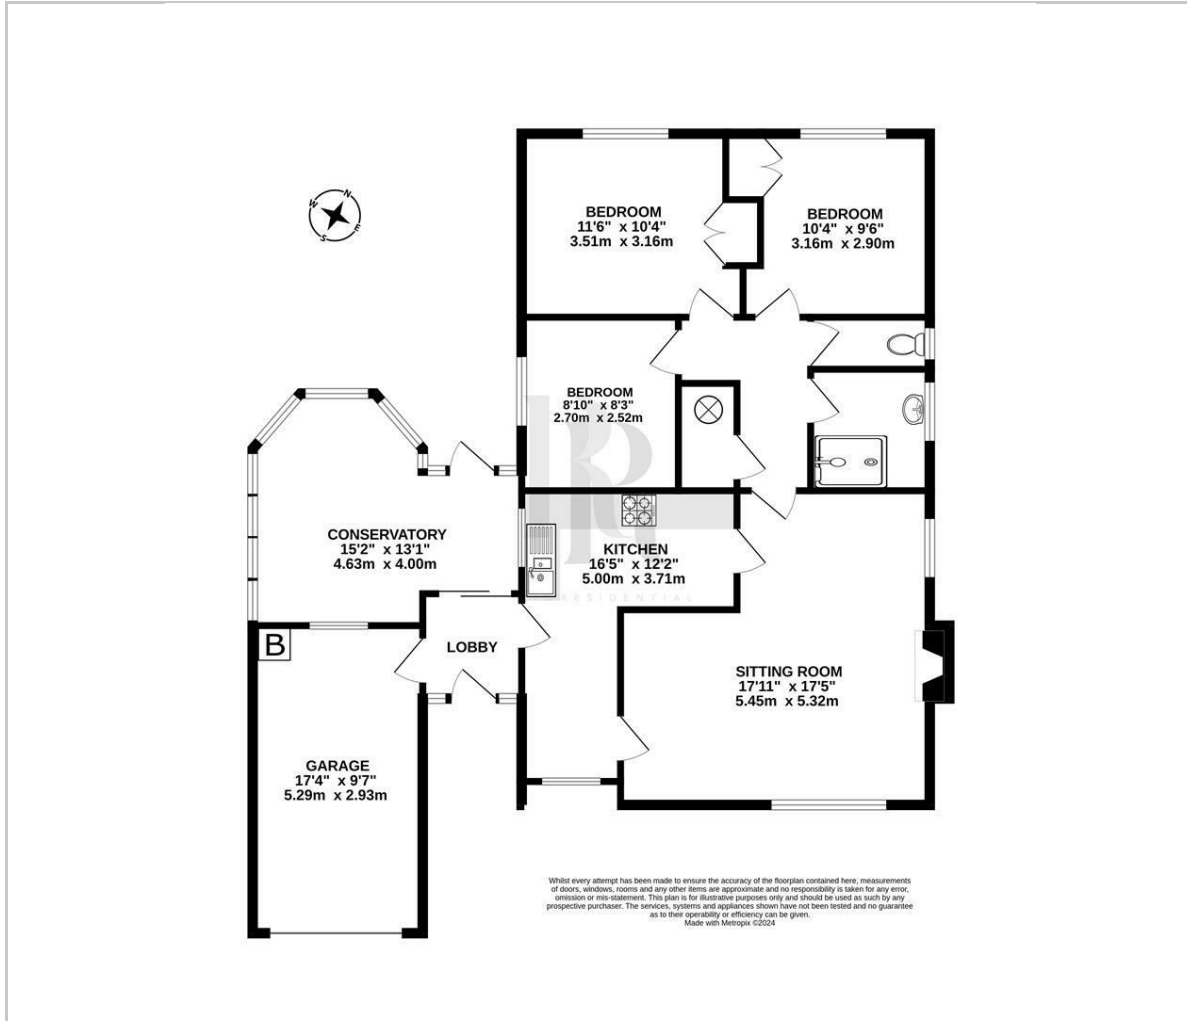 N
W
E
S
BEDROOM
11'6" x 10'4"
3.51m x 3.16m
BEDROOM
10'4" x 9'6"
3.16m x 2.90m
BEDROOM
8'10" x 8'3"
2.70m x 2.52m
CONSERVATORY
15'2" x 13'1"
4.63m x 4.00m
KITCHEN
16'5" x 12'2"
5.00m x 3.71m
RESIDENTIAL
B
LOBBY
SITTING ROOM
17'11" x 17'5"
5.45m x 5.32m
GARAGE
17'4" x 9'7"
5.29m x 2.93m
Whilst every attempt has been made to ensure the accuracy of the floorplan contained here, measurements
of doors, windows, rooms and any other items are approximate and no responsibility is taken for any error,
omission or mis-statement. This plan is for illustrative purposes only and should be used as such by any
prospective purchaser. The services, systems and appliances shown have not been tested and no guarantee
as to their operability or efficiency can be given.
Made with Metropix ©2024